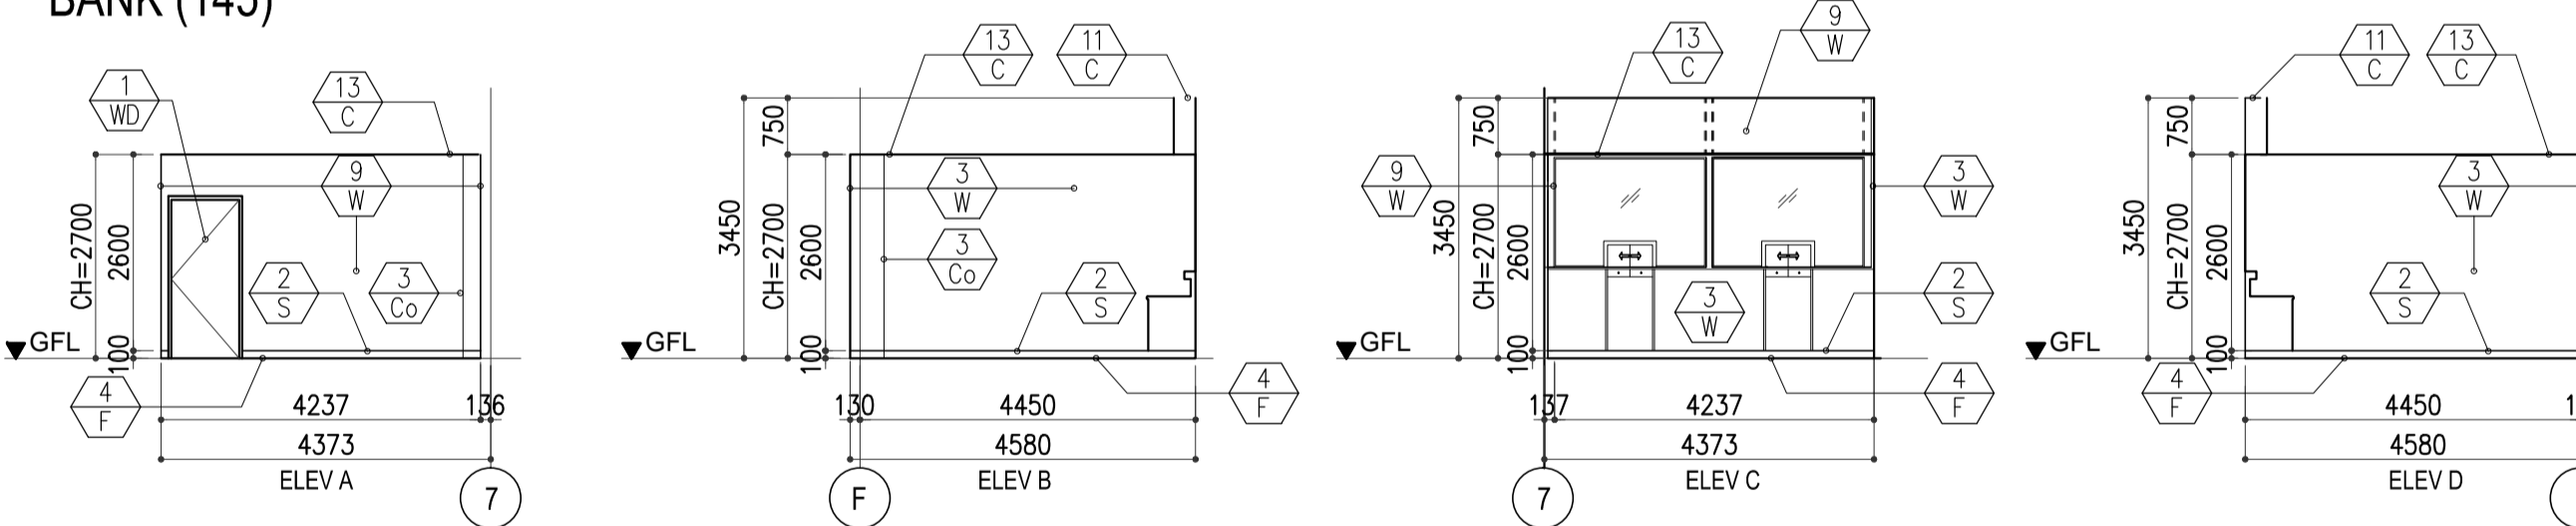 BANK (145)
1
WD
13
C
9
W
2
S
3
Co
4
F
CH=2700
2600
100
GFL
4237
136
4373
ELEV A
7
13
C
11
C
3
W
3
Co
2
S
4
F
3450
750
CH=2700
2600
100
GFL
130
4450
4580
ELEV B
F
13
C
9
W
9
W
3
W
3
W
2
S
4
F
3450
750
CH=2700
2600
100
GFL
137
4237
4373
ELEV C
7
11
C
13
C
3
W
2
S
4
F
3450
750
CH=2700
2600
100
GFL
4450
4580
ELEV D